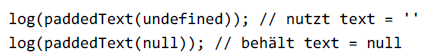 log(paddedText(undefined)); // nutzt text = ''
log(paddedText(null)); // behält text = null